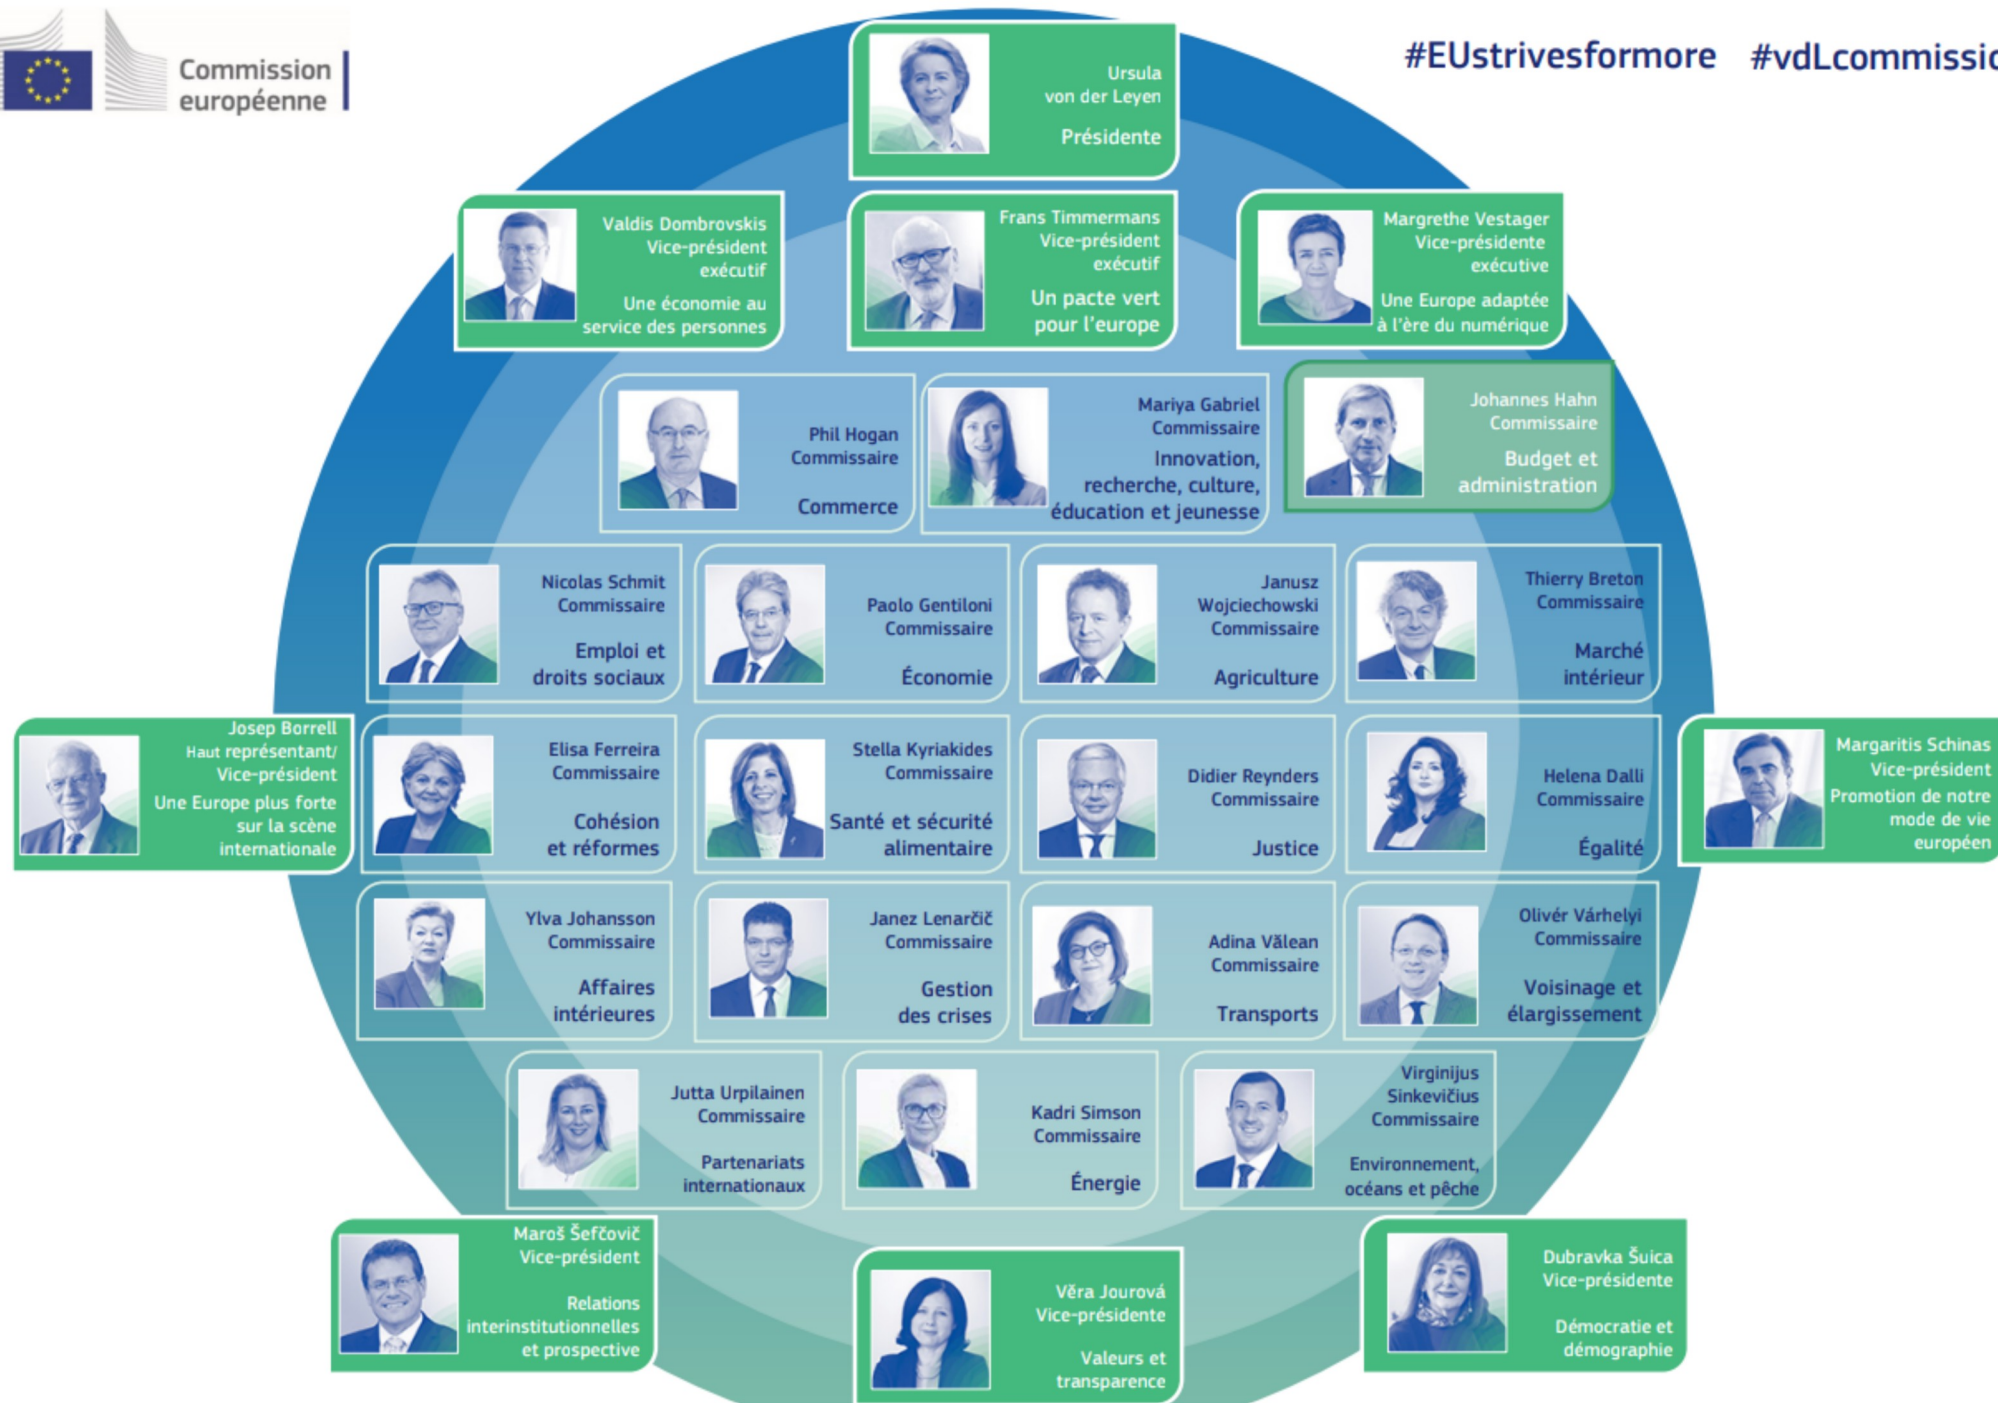 Commission
européenne
#EUstrivesformore #vdLcommissio
Ursula
von der Leyen
Présidente
Valdis Dombrovskis
Vice-président
exécutif
Une économie au
service des personnes
Frans Timmermans
Vice-président
exécutif
Un pacte vert
pour l'europe
Margrethe Vestager
Vice-présidente
exécutive
Une Europe adaptée
à l'ère du numérique
Phil Hogan
Commissaire
Commerce
Mariya Gabriel
Commissaire
Innovation,
recherche, culture,
éducation et jeunesse
Johannes Hahn
Commissaire
Budget et
administration
Nicolas Schmit
Commissaire
Emploi et
droits sociaux
Paolo Gentiloni
Commissaire
Économie
Janusz
Wojciechowski
Commissaire
Agriculture
Thierry Breton
Commissaire
Marché
intérieur
Josep Borrell
Haut représentant/
Vice-président
Une Europe plus forte
sur la scène
internationale
Elisa Ferreira
Commissaire
Cohésion
et réformes
Stella Kyriakides
Commissaire
Santé et sécurité
alimentaire
Didier Reynders
Commissaire
Justice
Helena Dalli
Commissaire
Égalité
Margaritis Schinas
Vice-président
Promotion de notre
mode de vie
européen
Ylva Johansson
Commissaire
Affaires
intérieures
Janez Lenarčič
Commissaire
Gestion
des crises
Adina Vălean
Commissaire
Transports
Olivér Várhelyi
Commissaire
Voisinage et
élargissement
Jutta Urpilainen
Commissaire
Partenariats
internationaux
Kadri Simson
Commissaire
Énergie
Virginijus
Sinkevičius
Commissaire
Environnement,
océans et pêche
Maroš Šefčovič
Vice-président
Relations
interinstitutionnelles
et prospective
Věra Jourová
Vice-présidente
Valeurs et
transparence
Dubravka Šuica
Vice-présidente
Démocratie et
démographie